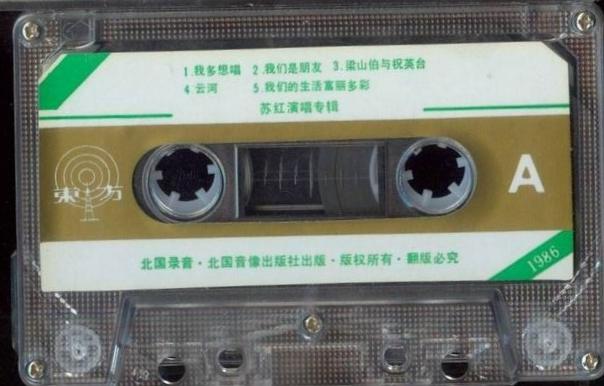 1.我多想唱 2.我们是朋友 3.梁山伯与祝英台
4.云河 5.我们的生活富丽多彩
苏红演唱专辑
東方
A
北国录音·北国音像出版社出版·版权所有·翻版必究
1986